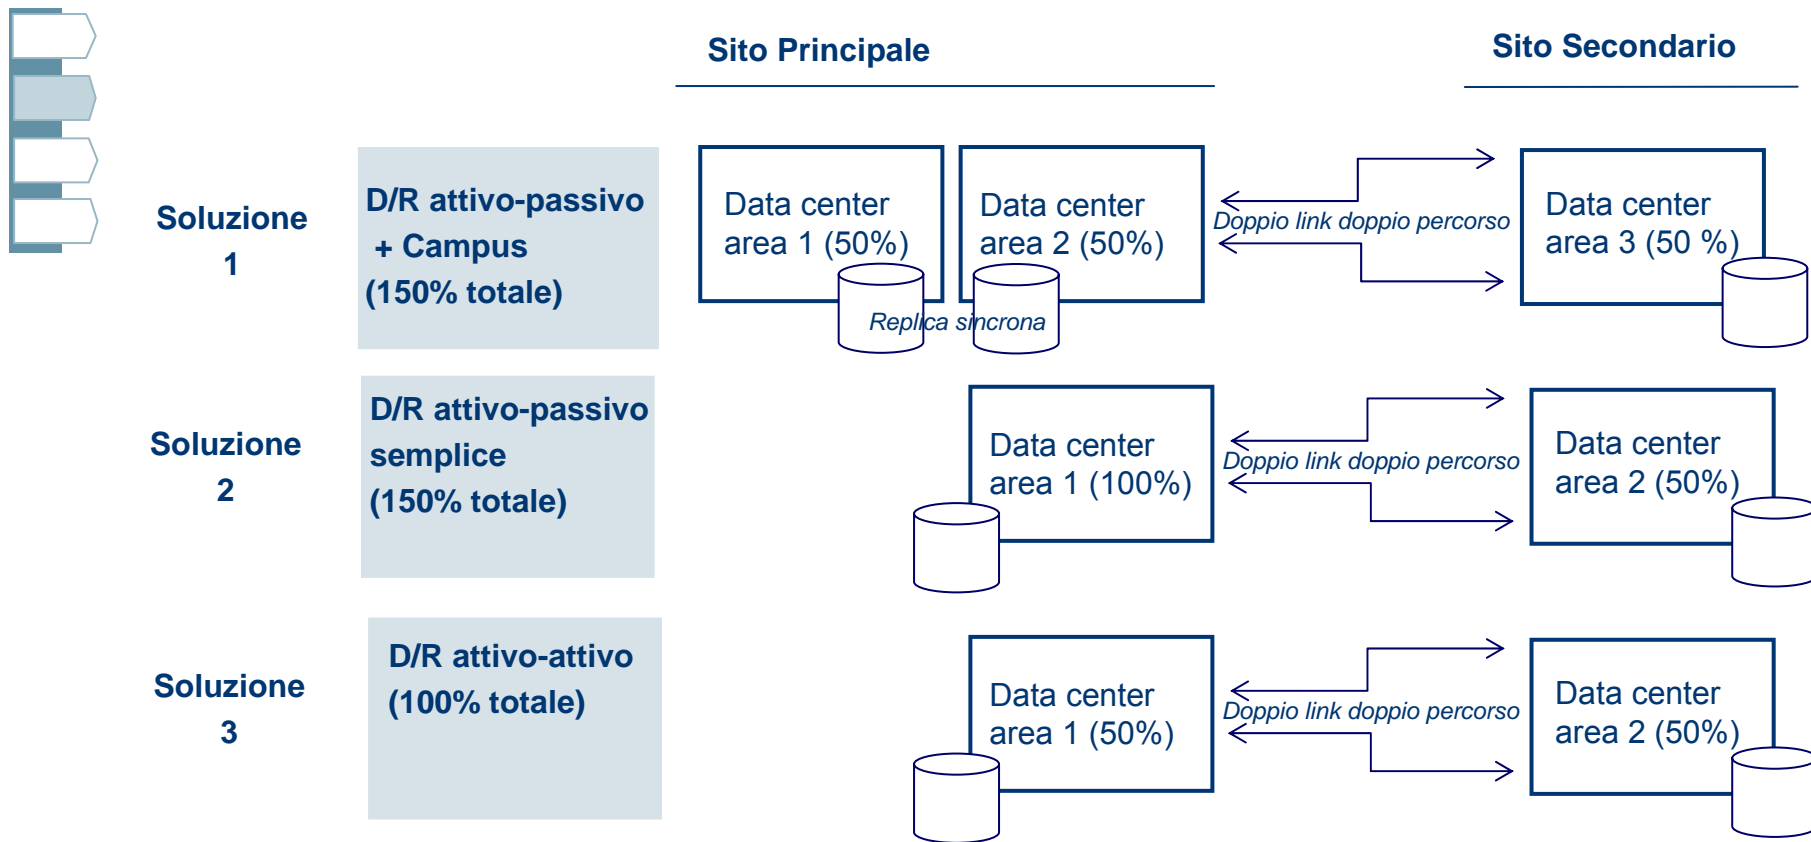 Sito Principale
Sito Secondario
Soluzione
1
D/R attivo-passivo
+ Campus
(150% totale)
Data center
area 1 (50%)
Data center
area 2 (50%)
Replica sincrona
Doppio link doppio percorso
Data center
area 3 (50 %)
Soluzione
2
D/R attivo-passivo
semplice
(150% totale)
Data center
area 1 (100%)
Doppio link doppio percorso
Data center
area 2 (50%)
Soluzione
3
D/R attivo-attivo
(100% totale)
Data center
area 1 (50%)
Doppio link doppio percorso
Data center
area 2 (50%)